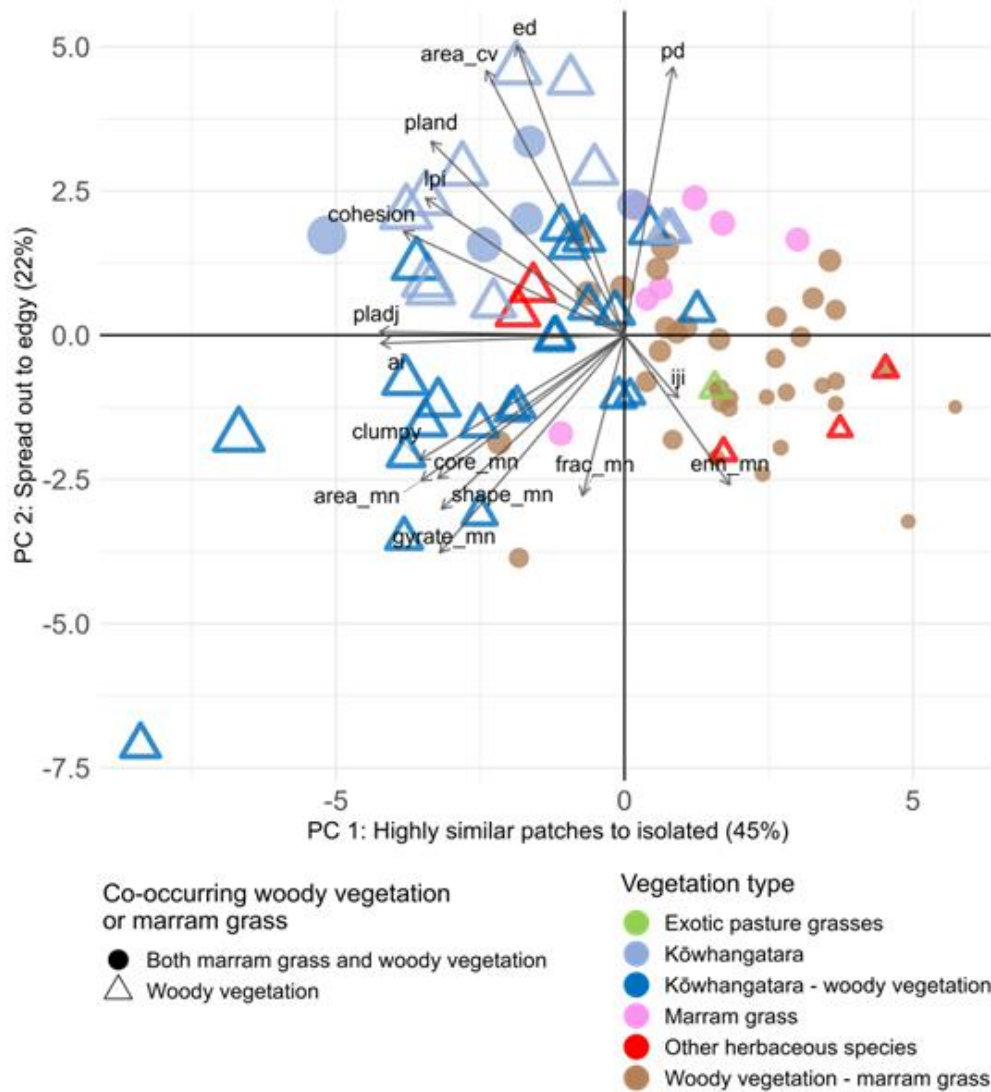 ed
area_cv
pd
5.0
pland
2.5
lpi
cohesion
pladj
0.0
ai
iji
clumpy
core_mn
frac_mn
enn_mn
-2.5
area_mn
shape_mn
gyrate_mn
-5.0
-7.5
PC 2: Spread out to edgy (22%)
-5
0
5
PC 1: Highly similar patches to isolated (45%)
Co-occurring woody vegetation
or marram grass
Both marram grass and woody vegetation
Woody vegetation
Vegetation type
Exotic pasture grasses
Kōwhangatara
Kōwhangatara - woody vegetation
Marram grass
Other herbaceous species
Woody vegetation - marram grass